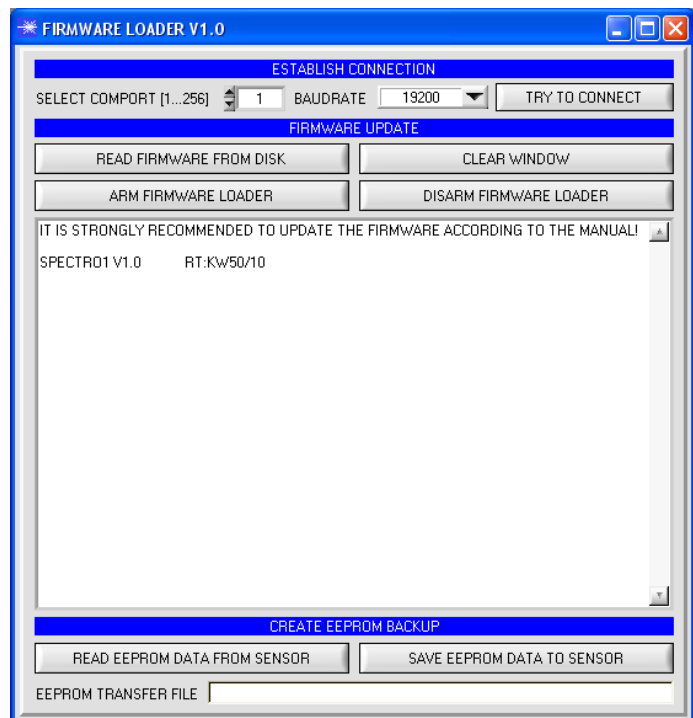 FIRMWARE LOADER V1.0
ESTABLISH CONNECTION
SELECT COMPORT [1...256] 1 BAUDRATE 19200 TRY TO CONNECT
FIRMWARE UPDATE
READ FIRMWARE FROM DISK CLEAR WINDOW
ARM FIRMWARE LOADER DISARM FIRMWARE LOADER
IT IS STRONGLY RECOMMENDED TO UPDATE THE FIRMWARE ACCORDING TO THE MANUAL!
SPECTRO1 V1.0 RT:KW50/10
CREATE EEPROM BACKUP
READ EEPROM DATA FROM SENSOR SAVE EEPROM DATA TO SENSOR
EEPROM TRANSFER FILE